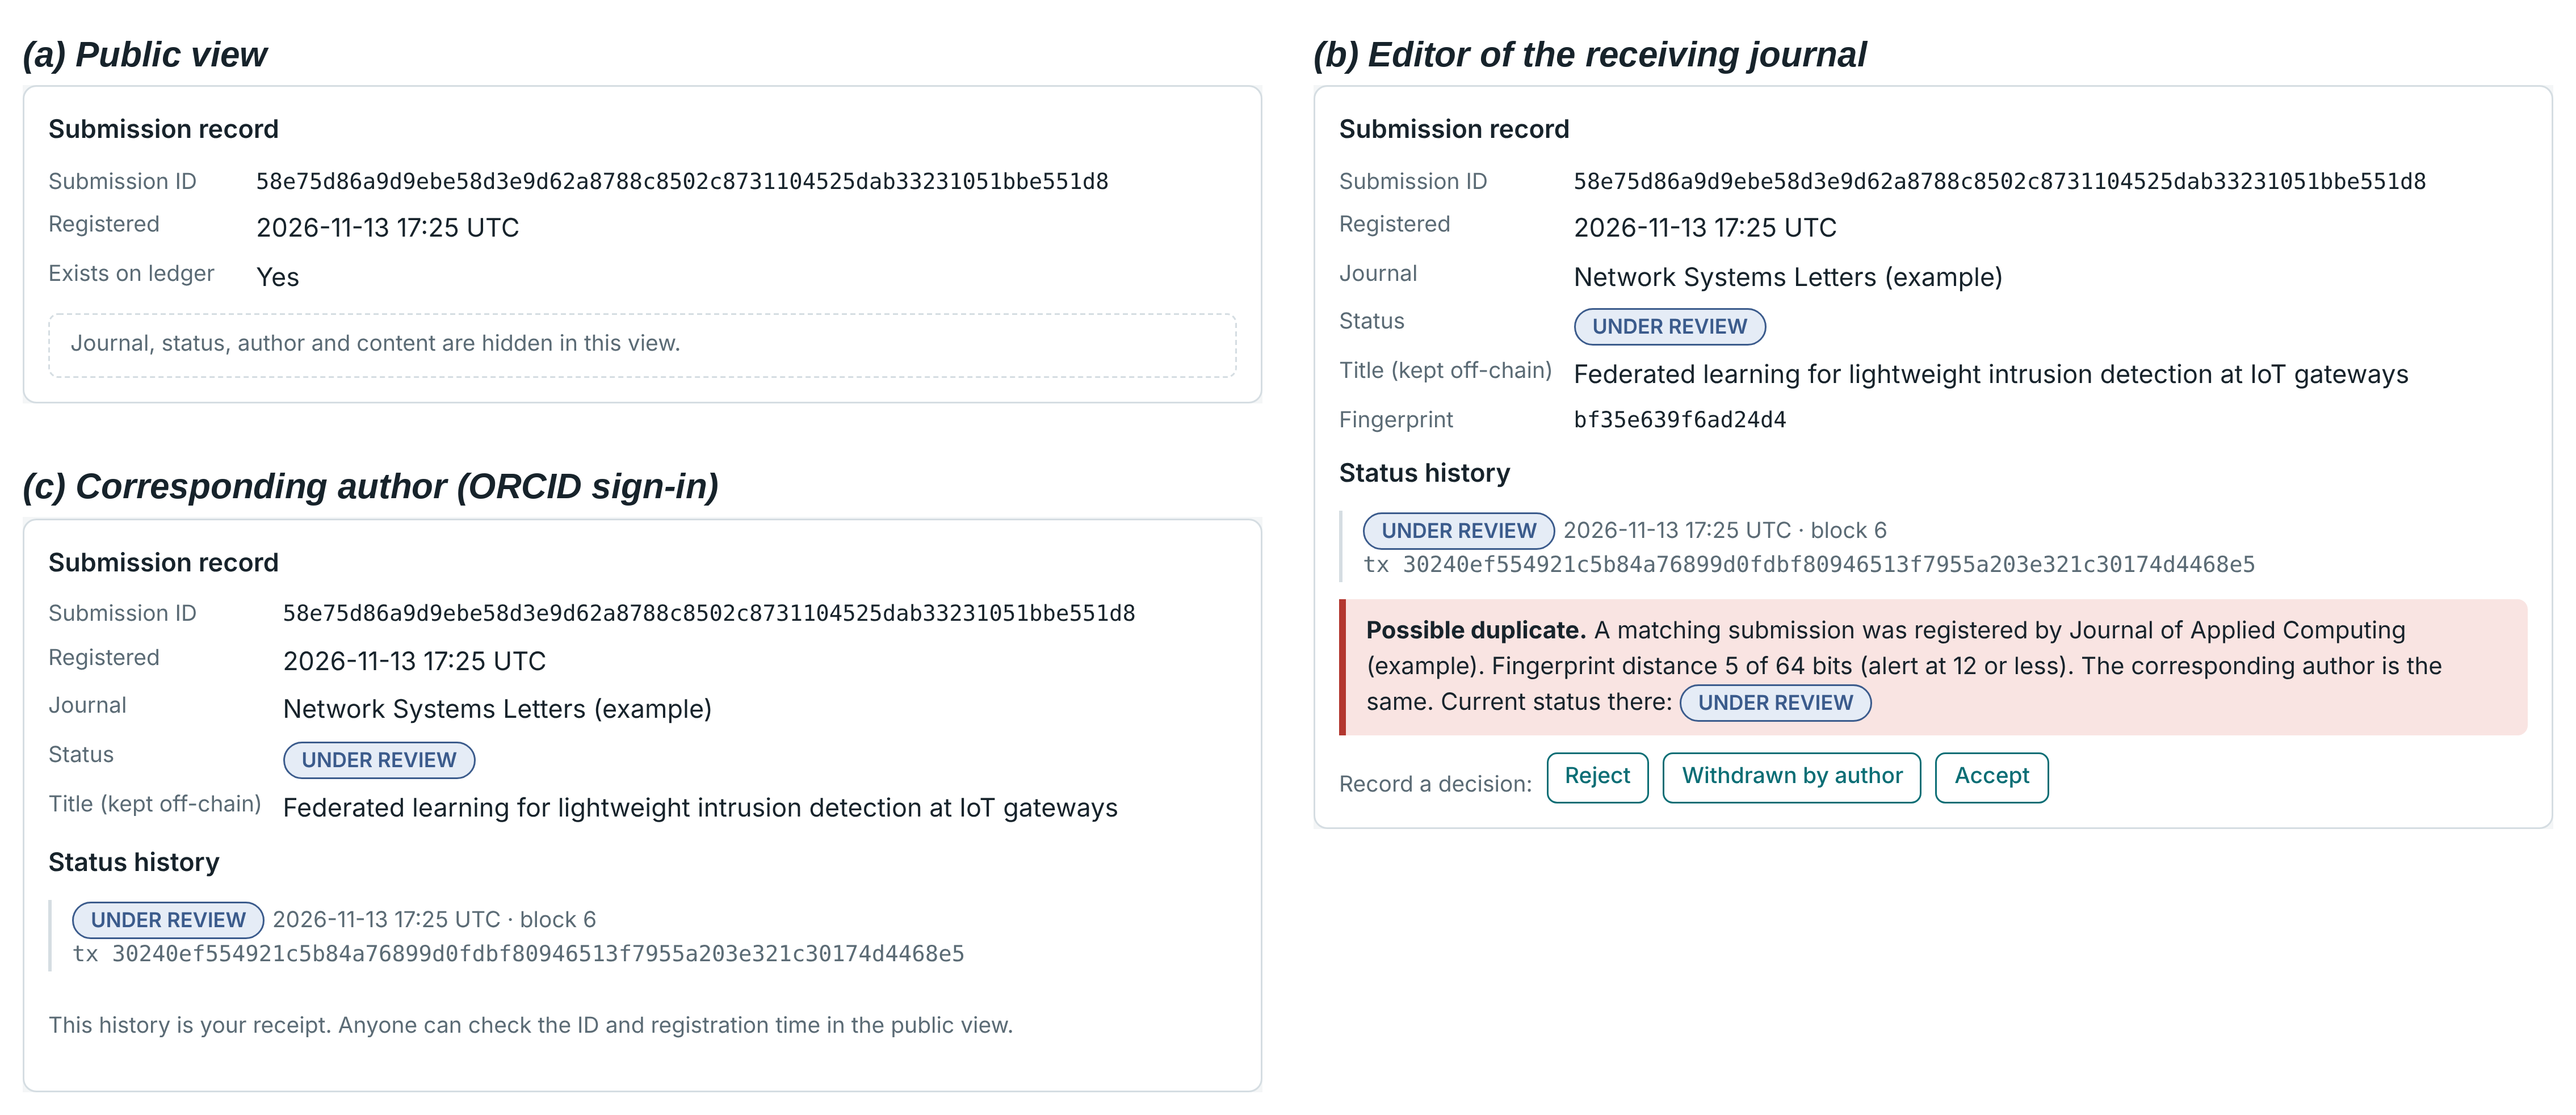 (a) Public view
Submission record
Submission ID 58e75d86a9d9ebe58d3e9d62a8788c8502c8731104525dab33231051bbe551d8
Registered 2026-11-13 17:25 UTC
Exists on ledger Yes
Journal, status, author and content are hidden in this view.
(b) Editor of the receiving journal
Submission record
Submission ID 58e75d86a9d9ebe58d3e9d62a8788c8502c8731104525dab33231051bbe551d8
Registered 2026-11-13 17:25 UTC
Journal Network Systems Letters (example)
Status UNDER REVIEW
Title (kept off-chain) Federated learning for lightweight intrusion detection at IoT gateways
Fingerprint bf35e639f6ad24d4
Status history
UNDER REVIEW 2026-11-13 17:25 UTC · block 6
tx 30240ef554921c5b84a76899d0fdbf80946513f7955a203e321c30174d4468e5
Possible duplicate. A matching submission was registered by Journal of Applied Computing
(example). Fingerprint distance 5 of 64 bits (alert at 12 or less). The corresponding author is the
same. Current status there: UNDER REVIEW
Record a decision: Reject Withdrawn by author Accept
(c) Corresponding author (ORCID sign-in)
Submission record
Submission ID 58e75d86a9d9ebe58d3e9d62a8788c8502c8731104525dab33231051bbe551d8
Registered 2026-11-13 17:25 UTC
Journal Network Systems Letters (example)
Status UNDER REVIEW
Title (kept off-chain) Federated learning for lightweight intrusion detection at IoT gateways
Status history
UNDER REVIEW 2026-11-13 17:25 UTC · block 6
tx 30240ef554921c5b84a76899d0fdbf80946513f7955a203e321c30174d4468e5
This history is your receipt. Anyone can check the ID and registration time in the public view.